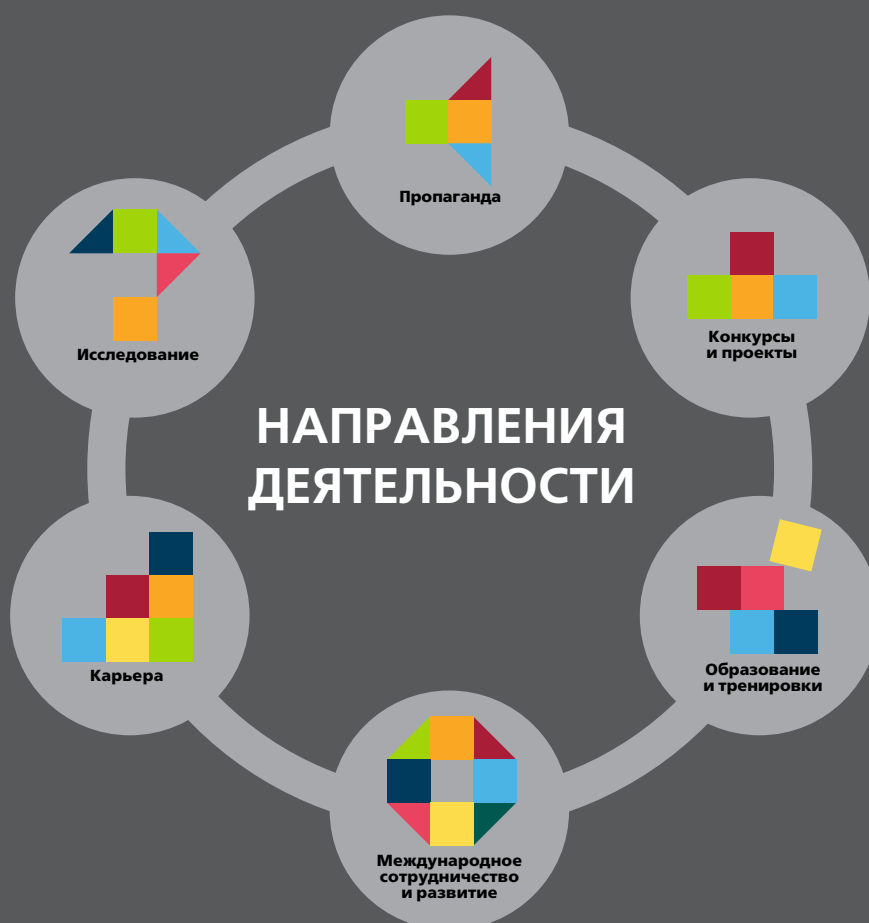 Пропаганда
Исследование
Конкурсы
и проекты
НАПРАВЛЕНИЯ
ДЕЯТЕЛЬНОСТИ
Карьера
Образование
и тренировки
Международное
сотрудничество
и развитие